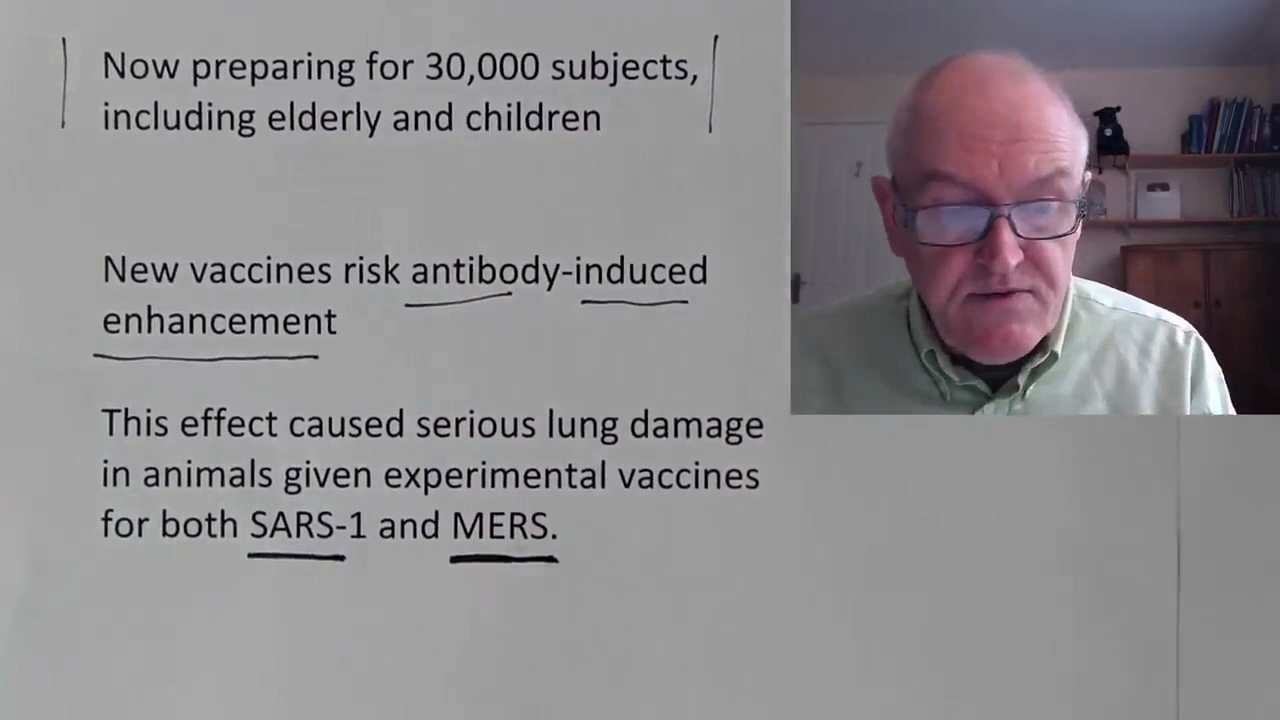 Now preparing for 30,000 subjects,
including elderly and children
New vaccines risk antibody-induced
enhancement
This effect caused serious lung damage
in animals given experimental vaccines
for both SARS-1 and MERS.